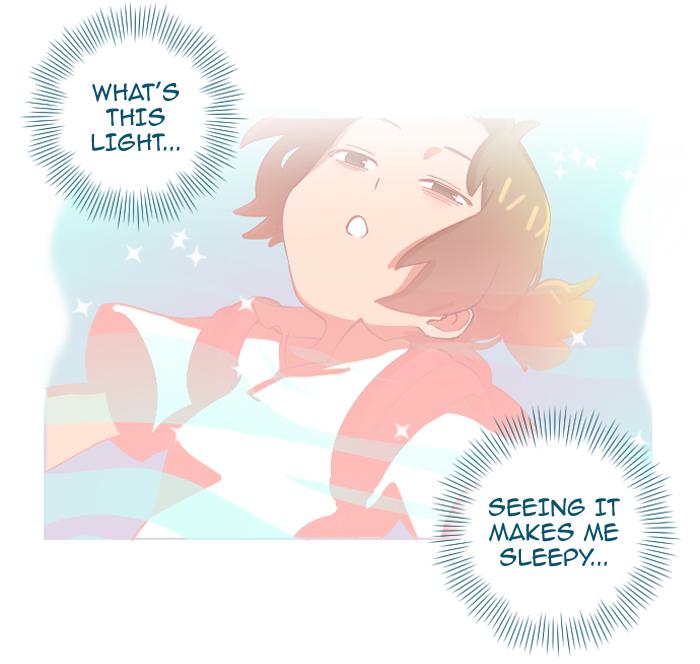 WHAT'S
THIS
LIGHT...
SEEING IT
MAKES ME
SLEEPY...